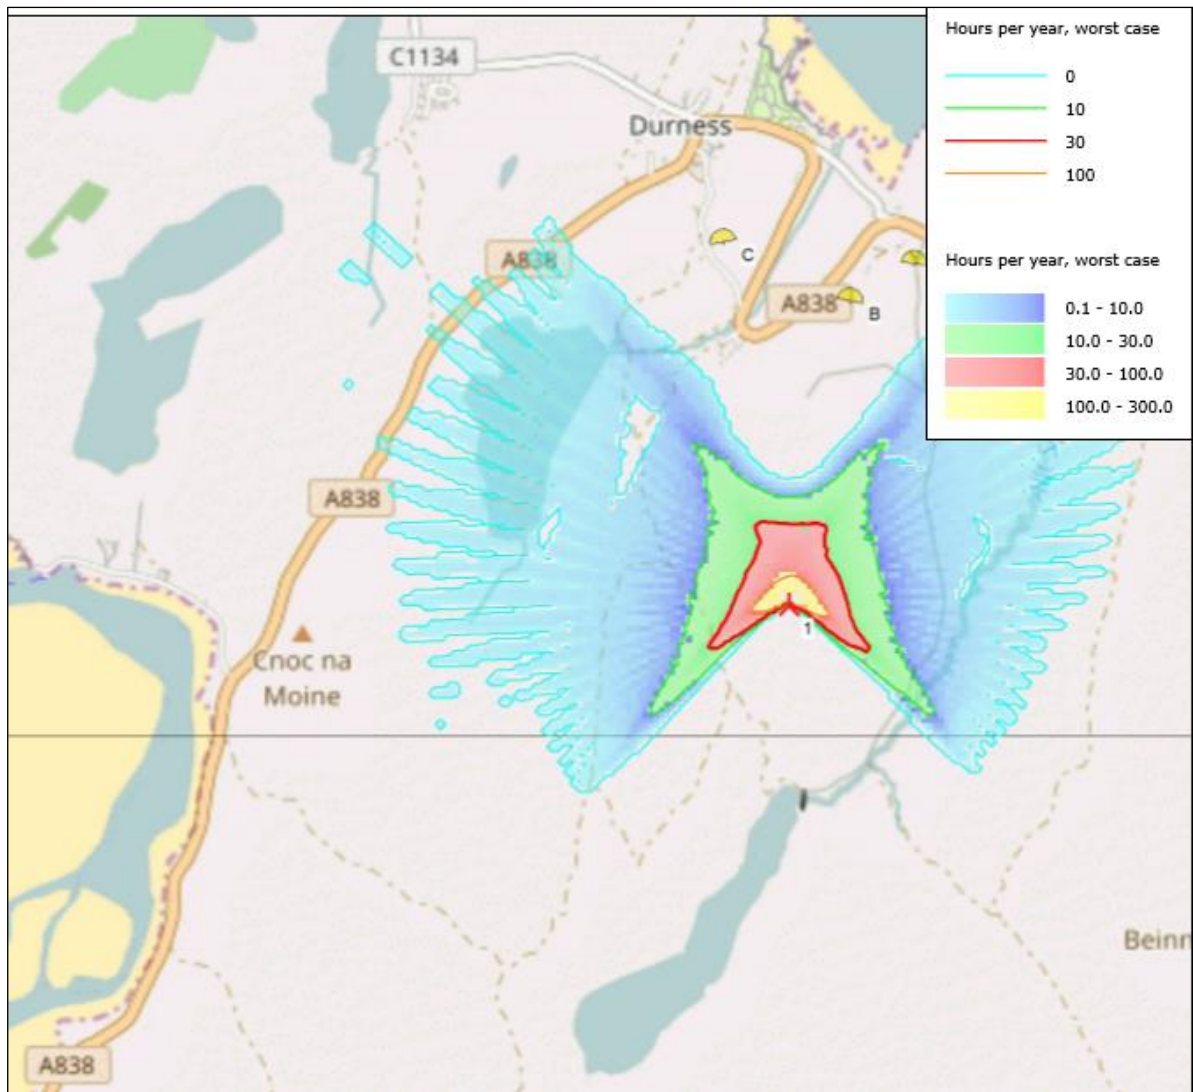 Hours per year, worst case
0
10
30
100
Hours per year, worst case
0.1 - 10.0
10.0 - 30.0
30.0 - 100.0
100.0 - 300.0
C1134
Durness
A838
C
A838
B
A838
1
Cnoc na
Moine
Beinn
A838